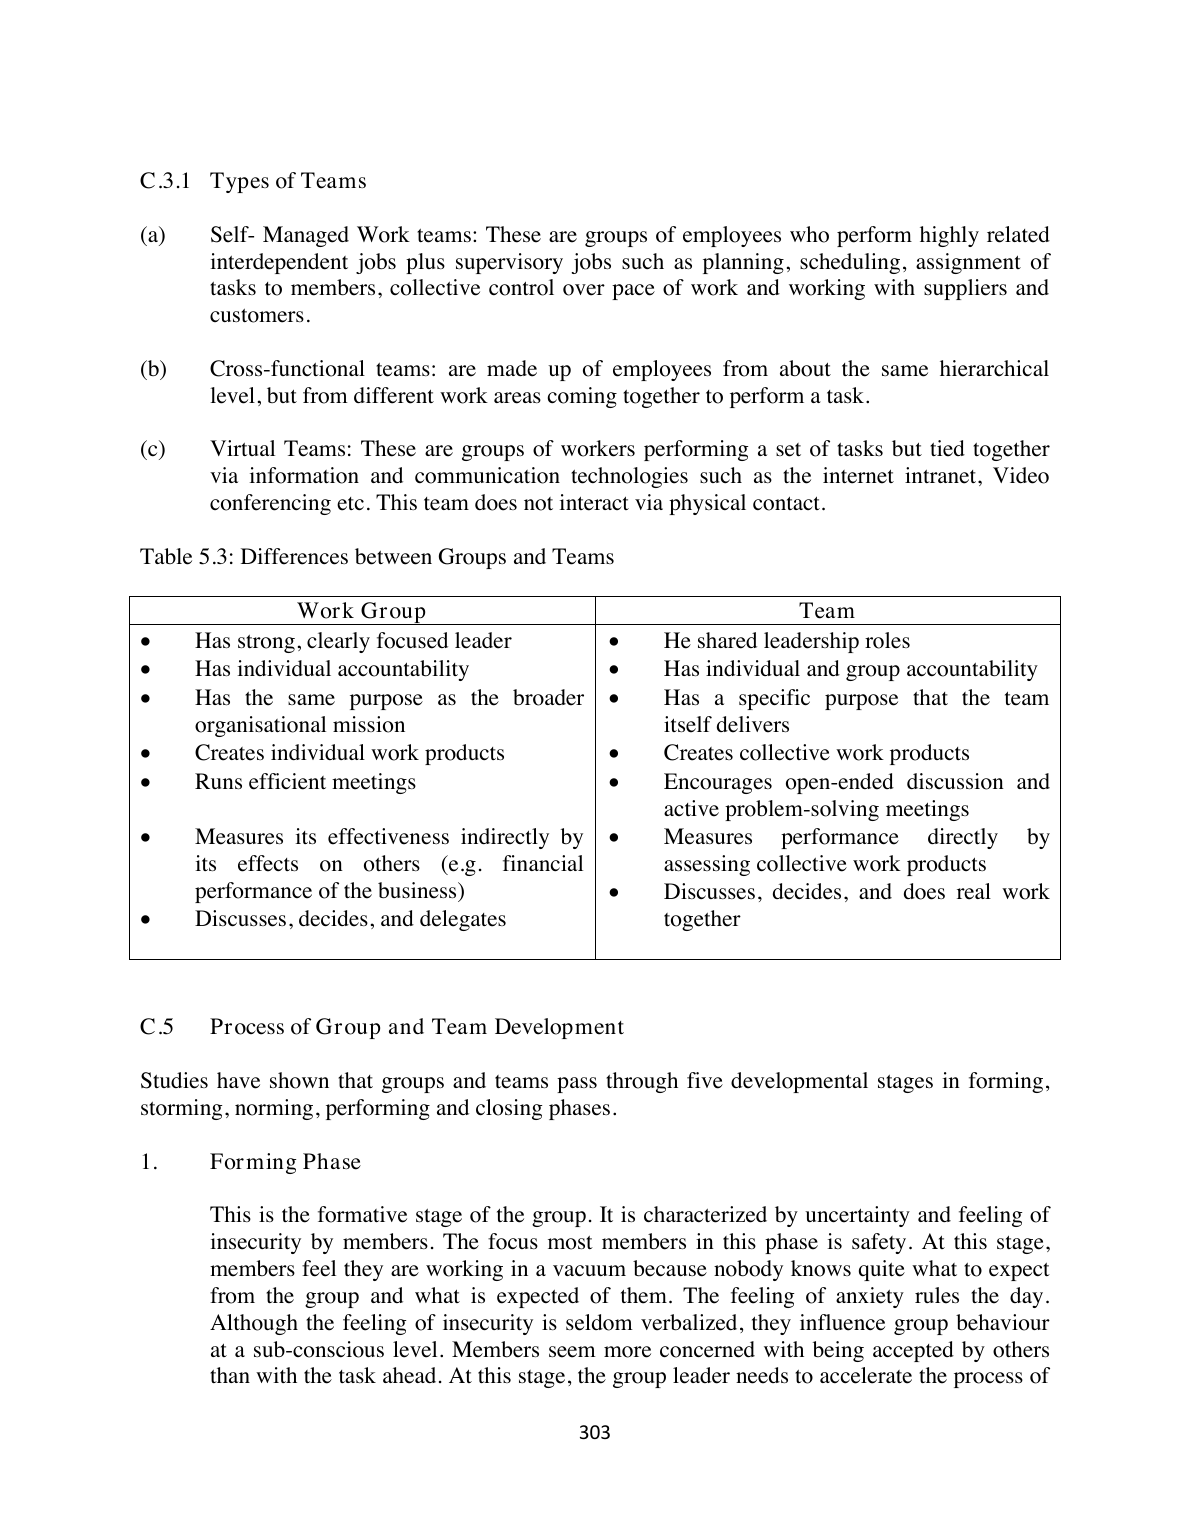 C.3.1 Types of Teams
(a) Self- Managed Work teams: These are groups of employees who perform highly related
interdependent jobs plus supervisory jobs such as planning, scheduling, assignment of
tasks to members, collective control over pace of work and working with suppliers and
customers.
(b) Cross-functional teams: are made up of employees from about the same hierarchical
level, but from different work areas coming together to perform a task.
(c) Virtual Teams: These are groups of workers performing a set of tasks but tied together
via information and communication technologies such as the internet intranet, Video
conferencing etc. This team does not interact via physical contact.
Table 5.3: Differences between Groups and Teams
Work Group
• Has strong, clearly focused leader
• Has individual accountability
• Has the same purpose as the broader
organisational mission
• Creates individual work products
• Runs efficient meetings
• Measures its effectiveness indirectly by
its effects on others (e.g. financial
performance of the business)
• Discusses, decides, and delegates
Team
• He shared leadership roles
• Has individual and group accountability
• Has a specific purpose that the team
itself delivers
• Creates collective work products
• Encourages open-ended discussion and
active problem-solving meetings
• Measures performance directly by
assessing collective work products
• Discusses, decides, and does real work
together
C.5 Process of Group and Team Development
Studies have shown that groups and teams pass through five developmental stages in forming,
storming, norming, performing and closing phases.
1. Forming Phase
This is the formative stage of the group. It is characterized by uncertainty and feeling of
insecurity by members. The focus most members in this phase is safety. At this stage,
members feel they are working in a vacuum because nobody knows quite what to expect
from the group and what is expected of them. The feeling of anxiety rules the day.
Although the feeling of insecurity is seldom verbalized, they influence group behaviour
at a sub-conscious level. Members seem more concerned with being accepted by others
than with the task ahead. At this stage, the group leader needs to accelerate the process of
303